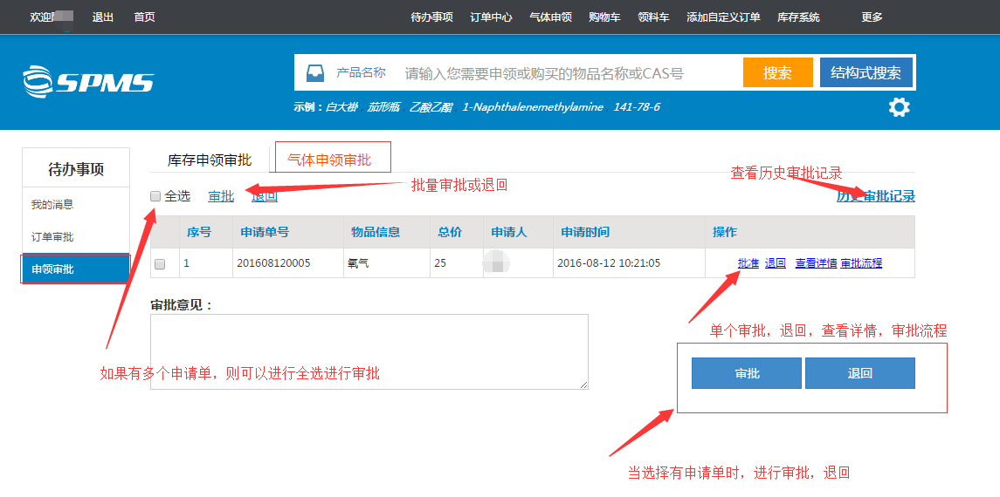 欢迎 退出 首页 待办事项 订单中心 气体申领 购物车 领料车 添加自定义订单 库存系统 更多
SPMS
产品名称 请输入您需要申领或购买的物品名称或CAS号 搜索 结构式搜索
示例：白大褂 茄形瓶 乙酸乙酯 1-Naphthalenemethylamine 141-78-6
待办事项
我的消息
订单审批
申领审批
库存申领审批 气体申领审批
查看历史审批记录
批量审批或退回
全选 审批 退回 历史审批记录
序号 申请单号 物品信息 总价 申请人 申请时间 操作
1 201608120005 氧气 25 2016-08-12 10:21:05 批准 退回 查看详情 审批流程
审批意见：
单个审批，退回，查看详情，审批流程
如果有多个申请单，则可以进行全选进行审批
审批 退回
当选择有申请单时，进行审批，退回